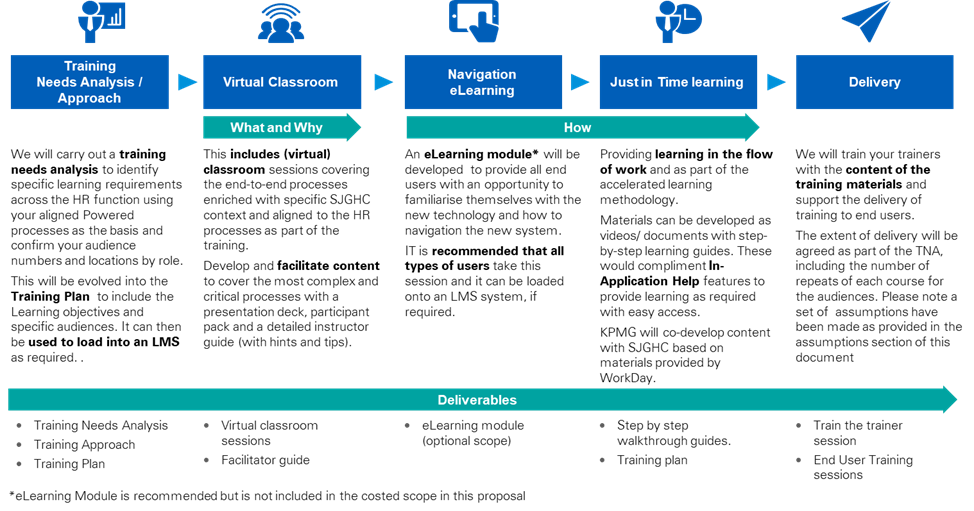 Training
Needs Analysis /
Approach
Virtual Classroom
Navigation
eLearning
Just in Time learning
Delivery
What and Why
How
We will carry out a training
needs analysis to identify
specific learning requirements
across the HR function using
your aligned Powered
processes as the basis and
confirm your audience
numbers and locations by role.
This will be evolved into the
Training Plan to include the
Learning objectives and
specific audiences. It can then
be used to load into an LMS
as required. .
This includes (virtual)
classroom sessions covering
the end-to-end processes
enriched with specific SJGHC
context and aligned to the HR
processes as part of the
training.
Develop and facilitate content
to cover the most complex and
critical processes with a
presentation deck, participant
pack and a detailed instructor
guide (with hints and tips).
An eLearning module* will be
developed to provide all end
users with an opportunity to
familiarise themselves with the
new technology and how to
navigation the new system.
IT is recommended that all
types of users take this
session and it can be loaded
onto an LMS system, if
required.
Providing learning in the flow
of work and as part of the
accelerated learning
methodology.
Materials can be developed as
videos/ documents with step-
by-step learning guides. These
would compliment In-
Application Help features to
provide learning as required
with easy access.
KPMG will co-develop content
with SJGHC based on
materials provided by
WorkDay.
We will train your trainers
with the content of the
training materials and
support the delivery of
training to end users.
The extent of delivery will be
agreed as part of the TNA,
including the number of
repeats of each course for
the audiences. Please note a
set of assumptions have
been made as provided in the
assumptions section of this
document
Deliverables
• Training Needs Analysis
• Training Approach
• Training Plan
• Virtual classroom
sessions
• Facilitator guide
• eLearning module
(optional scope)
• Step by step
walkthrough guides.
• Training plan
• Train the trainer
session
• End User Training
sessions
*eLearning Module is recommended but is not included in the costed scope in this proposal